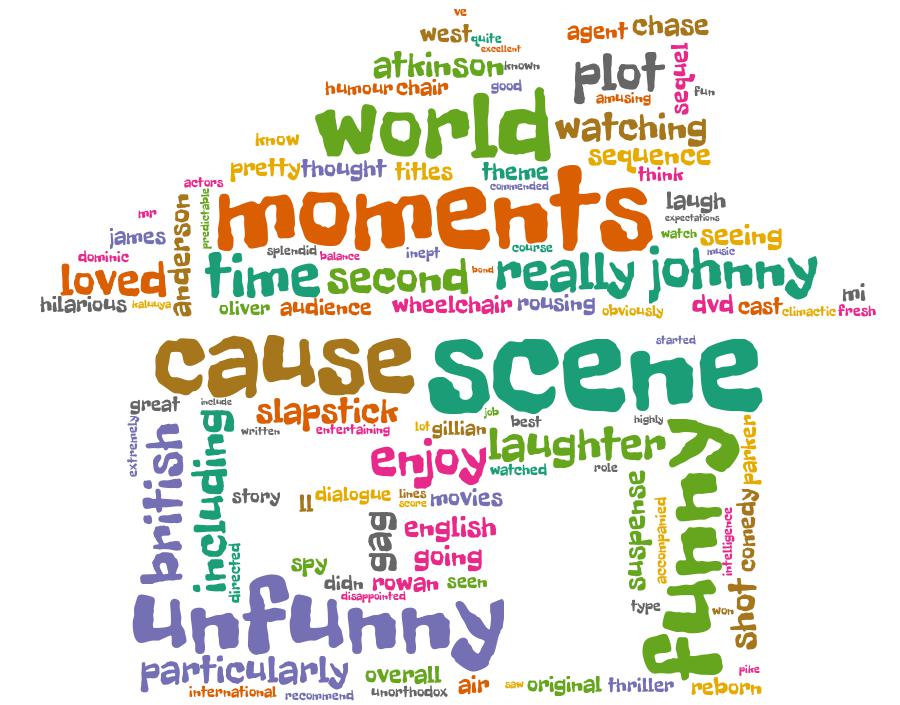 ve
west quite
excellent
agent chase
atkinson known
plot sequel
humour chair good
amusing fun
world
know
watching
sequence
pretty thought titles theme think
commended
actors
predictable
moments
laugh
expectations
mr
james
anderson
watch seeing
dominic
splendid balance inept course music
loved time second bond really johnny
hilarious kaluuya oliver audience wheelchair rousing obviously dvd cast climactic fresh
mi
cause scene started
great include
extremely
british
including
slapstick
written entertaining
lot gillian job best highly
laughter
enjoy
watched role
funny
parker
story
ll dialogue lines
score
movies
suspense
accompanied
intelligence
comedy
shot
gag english
going
directed
spy
didn rowan seen
disappointed
type
won
unfunny
particularly overall
pike
international recommend unorthodox air saw original thriller reborn